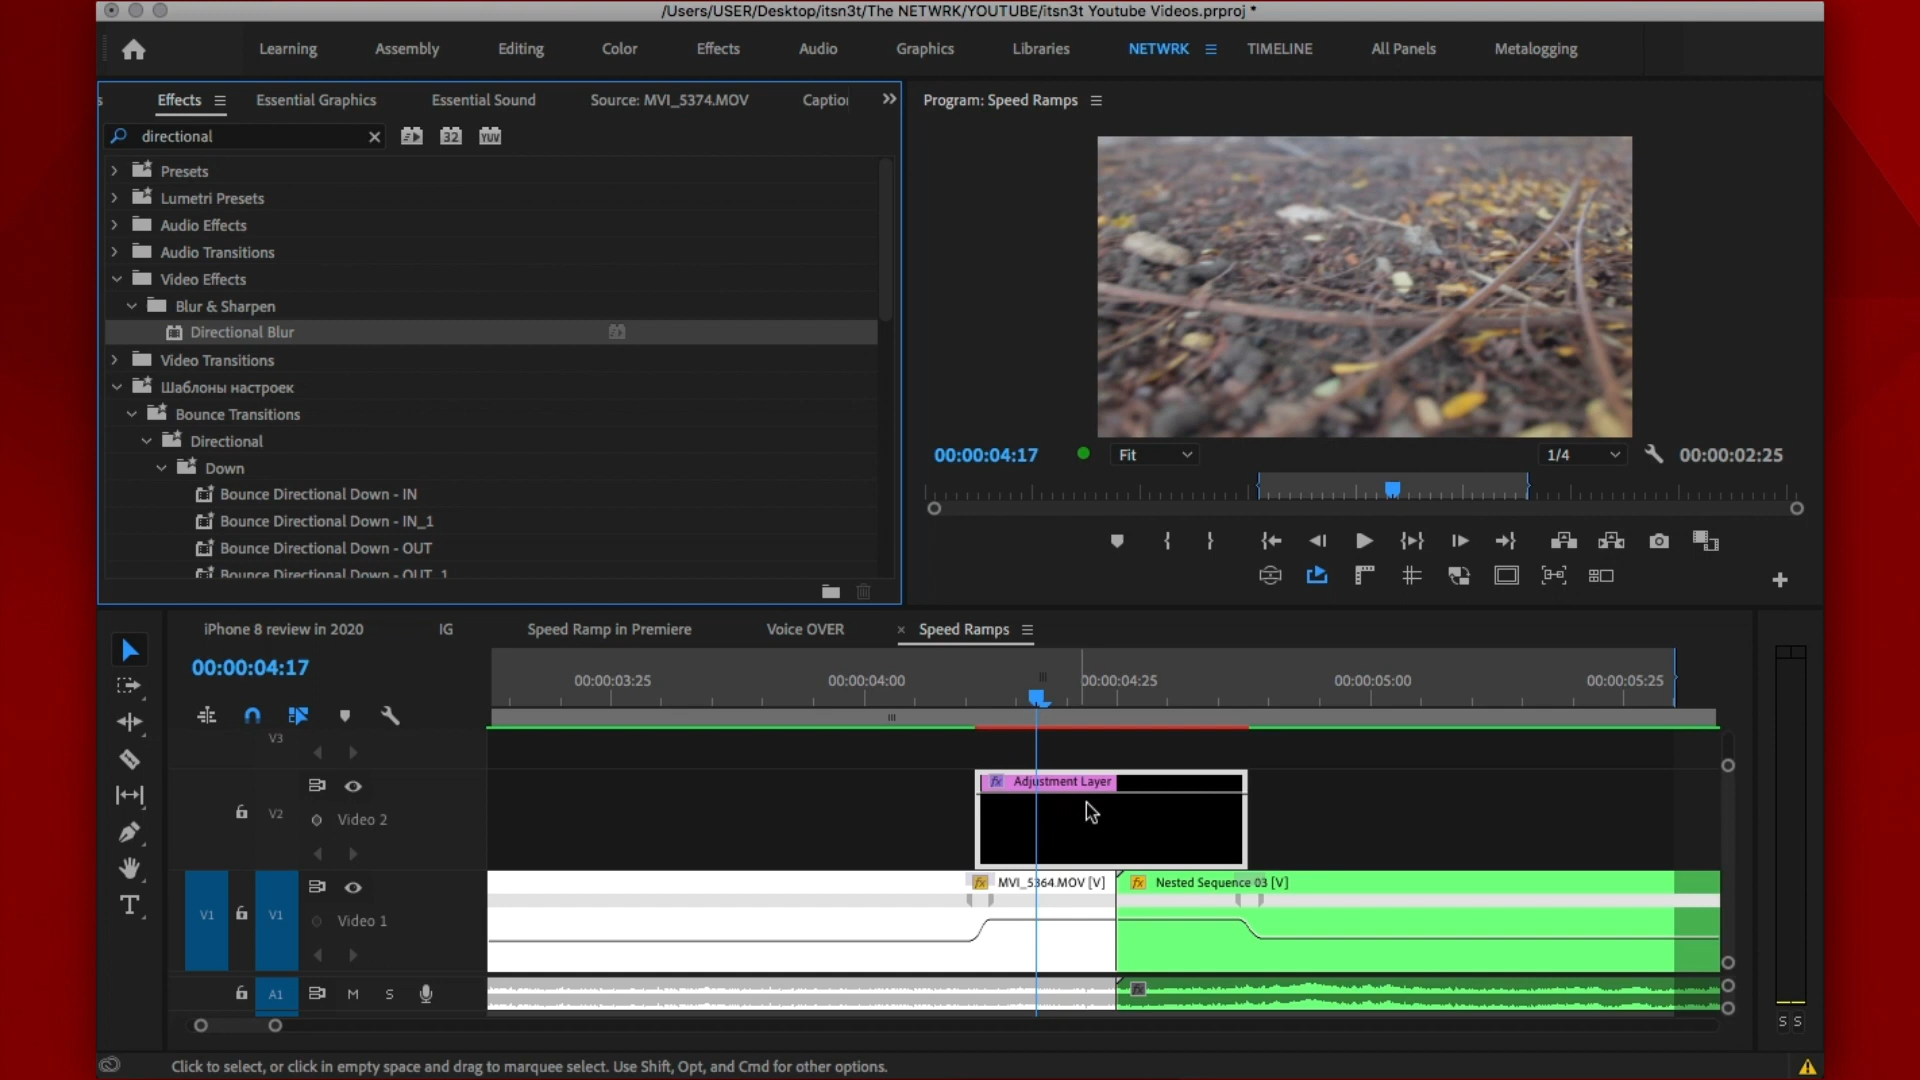 /Users/USER/Desktop/itsn3t/The NETWRK/YOUTUBE/itsn3t Youtube Videos.prproj *
Learning Assembly Editing Color Effects Audio Graphics Libraries NETWRK TIMELINE All Panels Metalogging
s Effects Essential Graphics Essential Sound Source: MVI_5374.MOV Captio
Program: Speed Ramps
directional
32 YUV
Presets
Lumetri Presets
Audio Effects
Audio Transitions
Video Effects
Blur & Sharpen
Directional Blur
Video Transitions
Шаблоны настроек
Bounce Transitions
Directional
Down
Bounce Directional Down - IN
Bounce Directional Down - IN_1
Bounce Directional Down - OUT
Bounce Directional Down - OUT_1
00:00:04:17 Fit 1/4 00:00:02:25
iPhone 8 review in 2020 IG Speed Ramp in Premiere Voice OVER Speed Ramps
00:00:04:17
00:00:03:25 00:00:04:00 00:00:04:25 00:00:05:00 00:00:05:25
V3
fx Adjustment Layer
V2 Video 2
fx MVI_5364.MOV [V] fx Nested Sequence 03 [V]
V1 V1 Video 1
A1 M S fx
S S
Click to select, or click in empty space and drag to marquee select. Use Shift, Opt, and Cmd for other options.